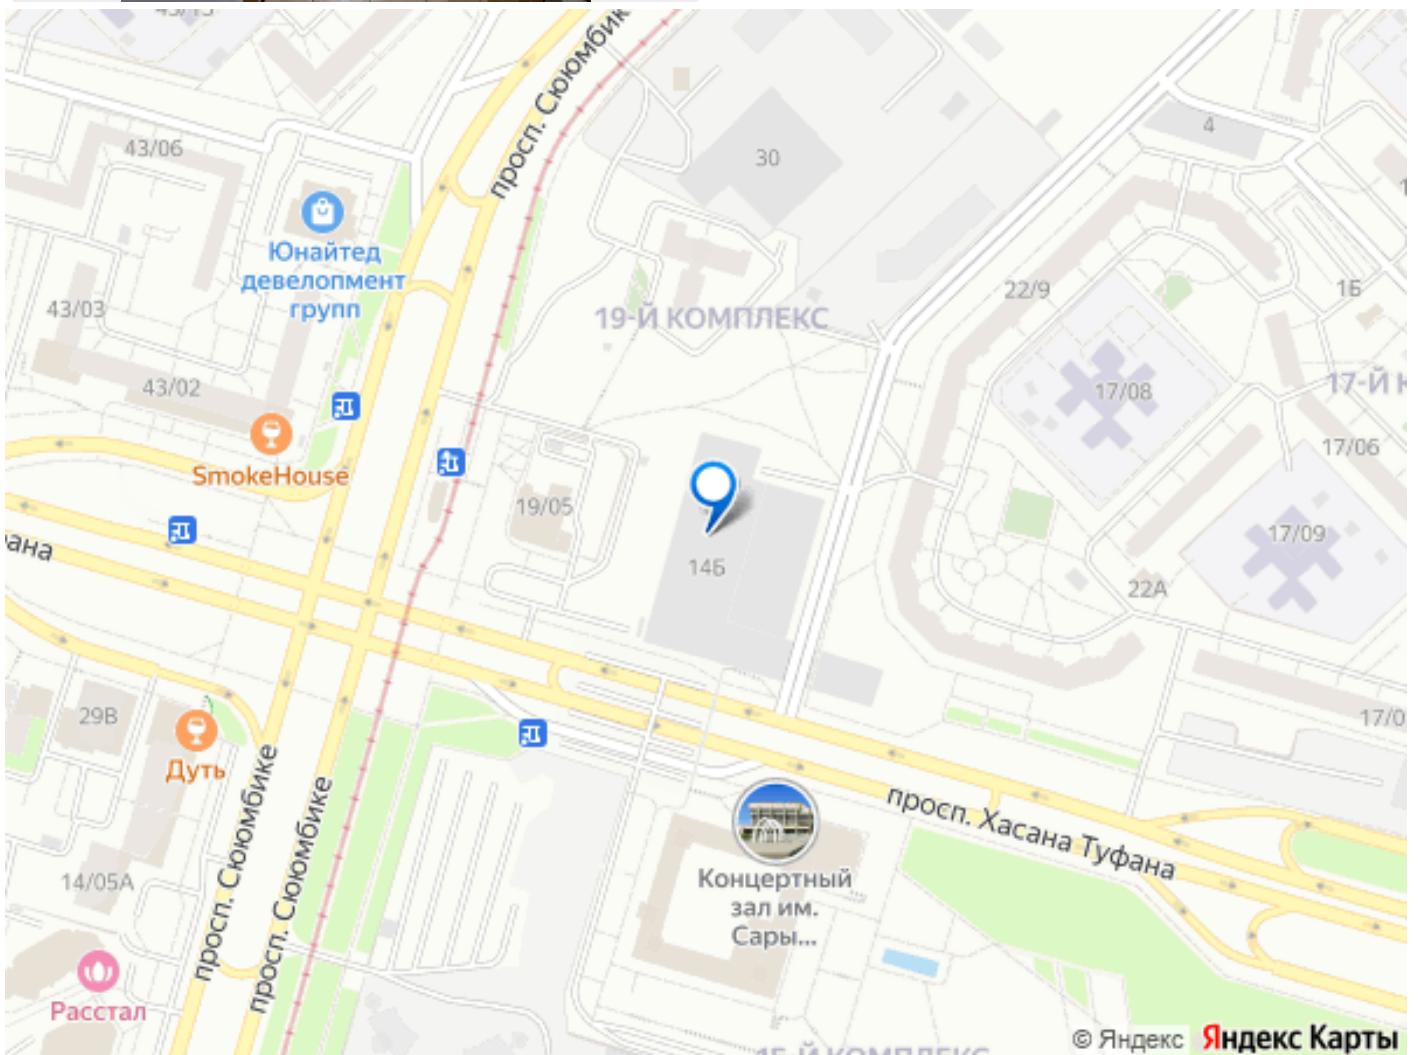 просп. Сююмбике
43/06
30
4
Юнайтед
девелопмент
групп
22/9
1Б
43/03
19-Й КОМПЛЕКС
43/02
17/08
17-Й К
17/06
SmokeHouse
19/05
17/09
ана
14Б
22А
29В
17/0
Дуть
просп. Сююмбике
просп. Сююмбике
просп. Хасана Туфана
14/05А
Концертный
зал им.
Сары...
Расстал
© Яндекс Яндекс Карты
15-Й КОМПЛЕКС